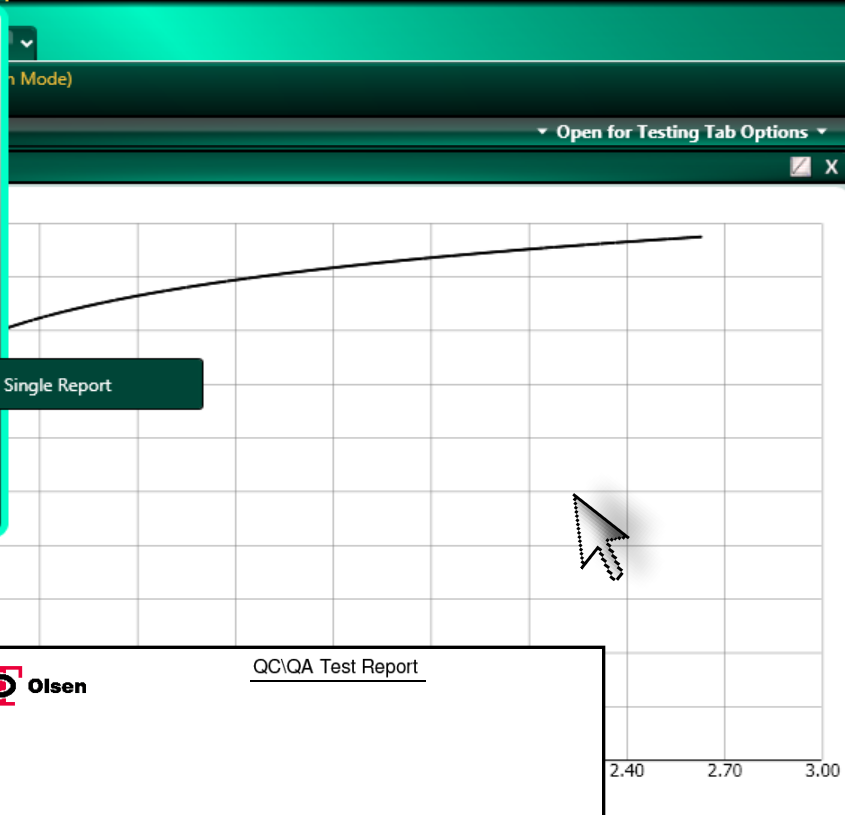 n Mode)
Open for Testing Tab Options
X
Single Report
QC\QA Test Report
Olsen
2.40 2.70 3.00